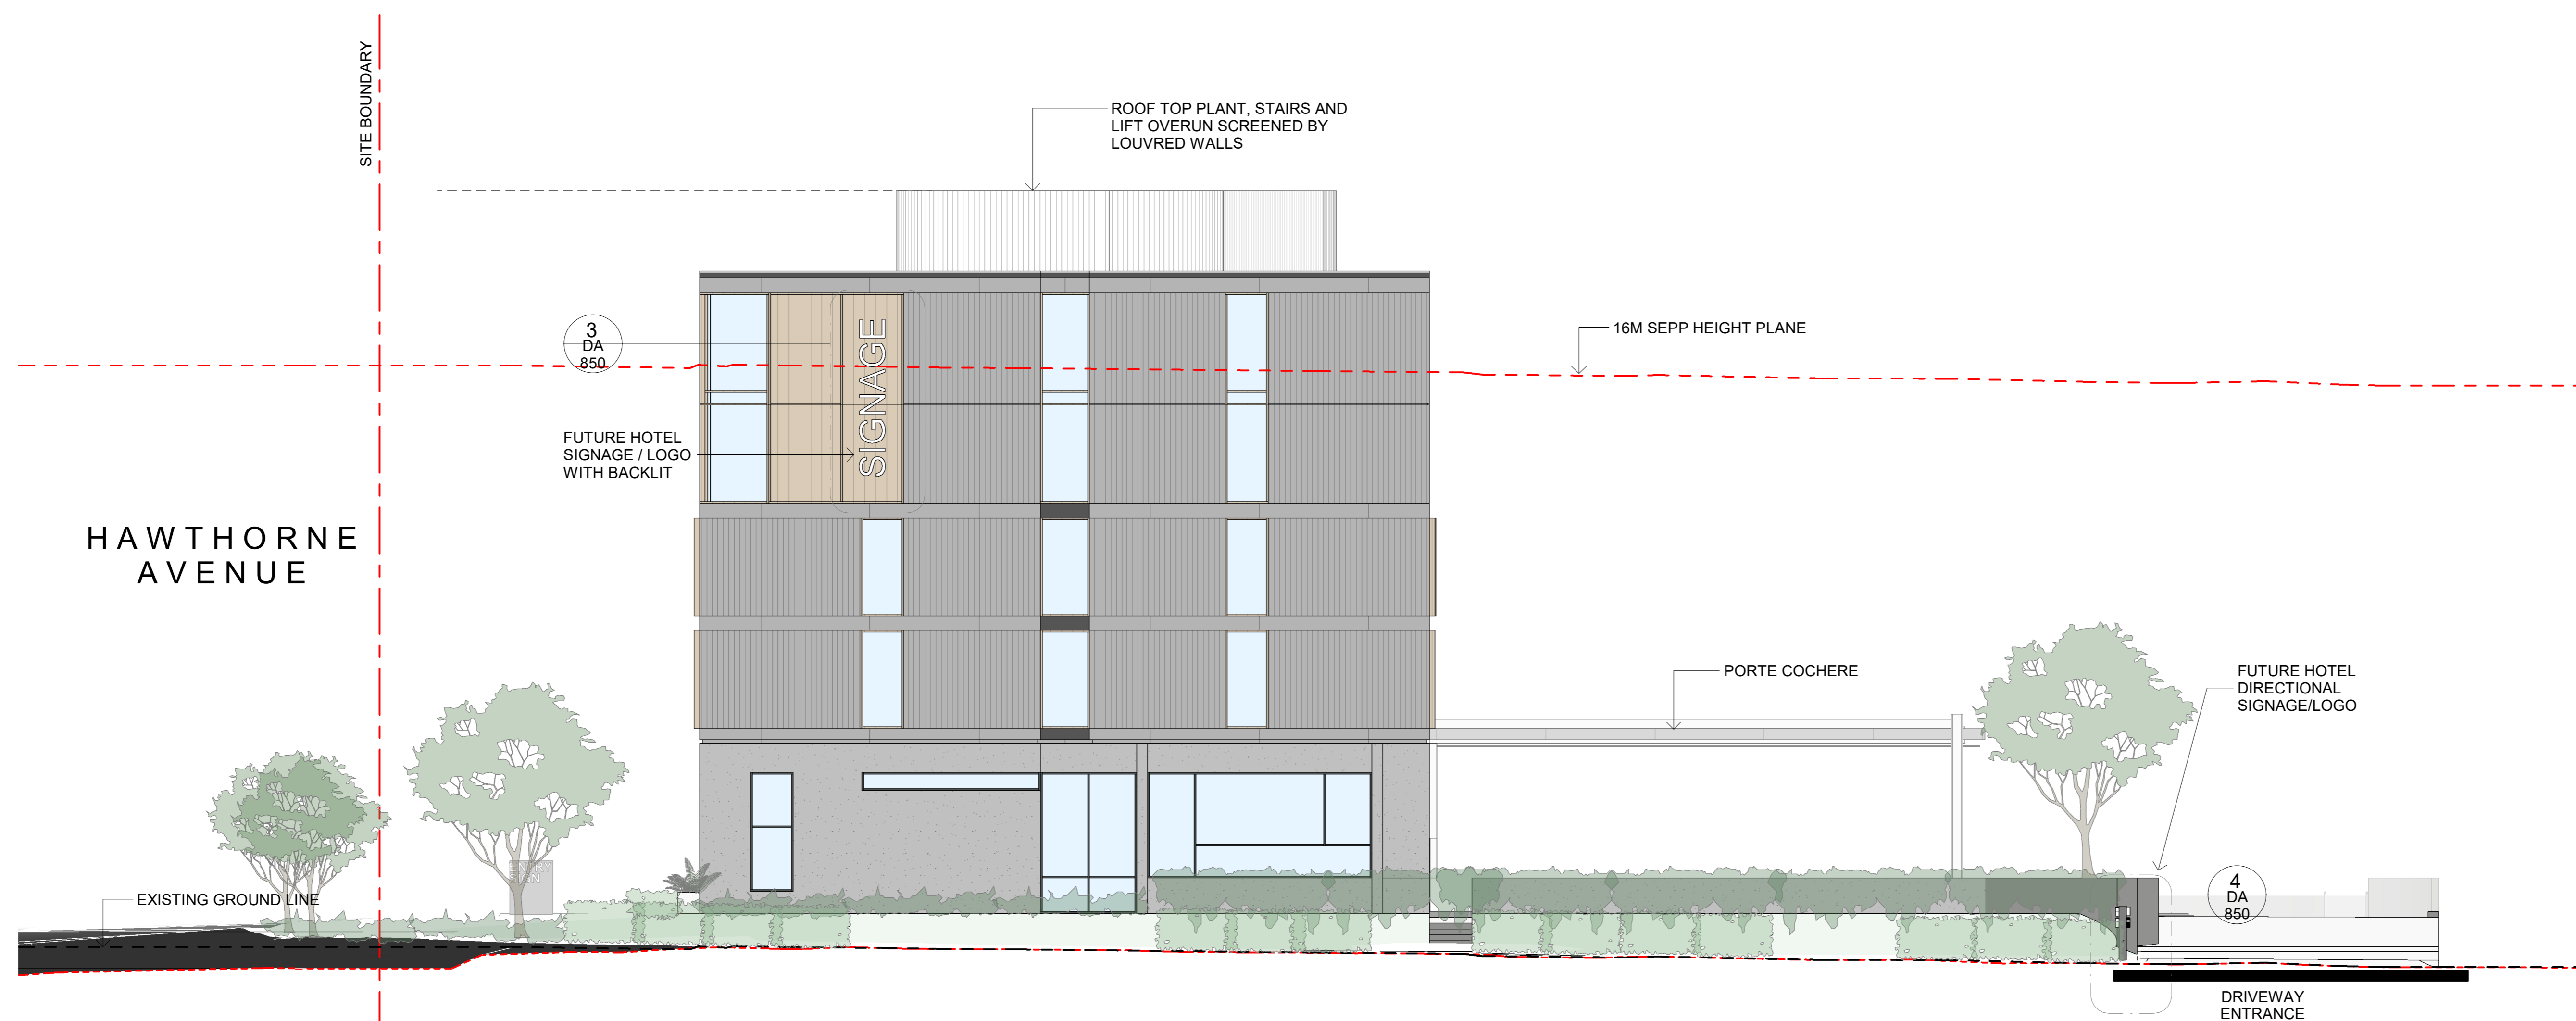 SITE BOUNDARY
ROOF TOP PLANT, STAIRS AND
LIFT OVERUN SCREENED BY
LOUVRED WALLS
3
DA
850
SIGNAGE
16M SEPP HEIGHT PLANE
FUTURE HOTEL
SIGNAGE / LOGO
WITH BACKLIT
HAWTHORNE
AVENUE
PORTE COCHERE
FUTURE HOTEL
DIRECTIONAL
SIGNAGE/LOGO
EXISTING GROUND LINE
4
DA
850
DRIVEWAY
ENTRANCE